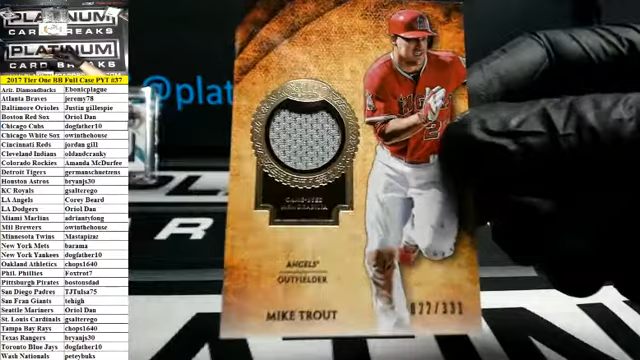 PLATINUM
CARD BREAKS
PLATINUM
CARD BREAKS
2017 Tier One BB Full Case PYT #37
Ariz. Diamondbacks Ebonicplague
Atlanta Braves jeremy78
Baltimore Orioles Justin gillespie
Boston Red Sox Oriol Dan
Chicago Cubs dogfather10
Chicago White Sox owinthehouse
Cincinnati Reds jordan gill
Cleveland Indians oldandcranky
Colorado Rockies Amanda McDurfee
Detroit Tigers germanschnetzens
Houston Astros bryanjs30
KC Royals gsalterego
LA Angels Corey Beard
LA Dodgers Oriol Dan
Miami Marlins adriantyfong
Mil Brewers owinthehouse
Minnesota Twins Mastapizaz
New York Mets barama
New York Yankees dogfather10
Oakland Athletics chops1640
Phil. Phillies Foxtrot7
Pittsburgh Pirates bostonsdad
San Diego Padres TJTulsa75
San Fran Giants tehigh
Seattle Mariners Oriol Dan
St. Louis Cardinals gsalterego
Tampa Bay Rays chops1640
Texas Rangers bryanjs30
Toronto Blue Jays dogfather10
Wash Nationals peteybuks
@plat
GAME-USED
MEMORABILIA
ANGELS®
OUTFIELDER
MIKE TROUT
022/331